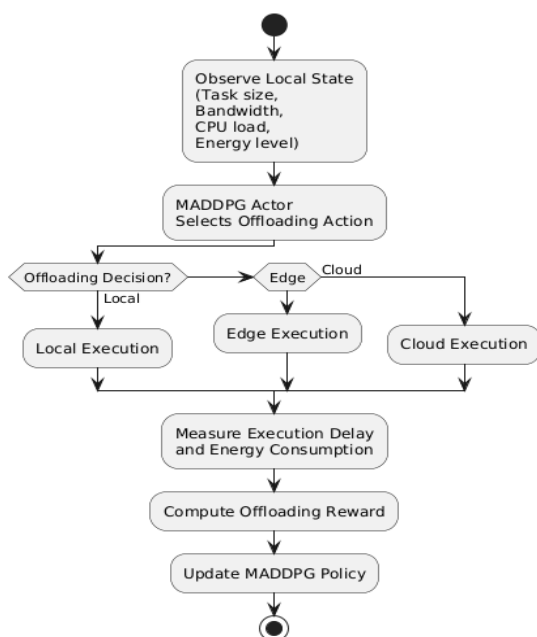 Observe Local State
(Task size,
Bandwidth,
CPU load,
Energy level)
MADDPG Actor
Selects Offloading Action
Offloading Decision?
Local
Edge
Cloud
Local Execution
Edge Execution
Cloud Execution
Measure Execution Delay
and Energy Consumption
Compute Offloading Reward
Update MADDPG Policy